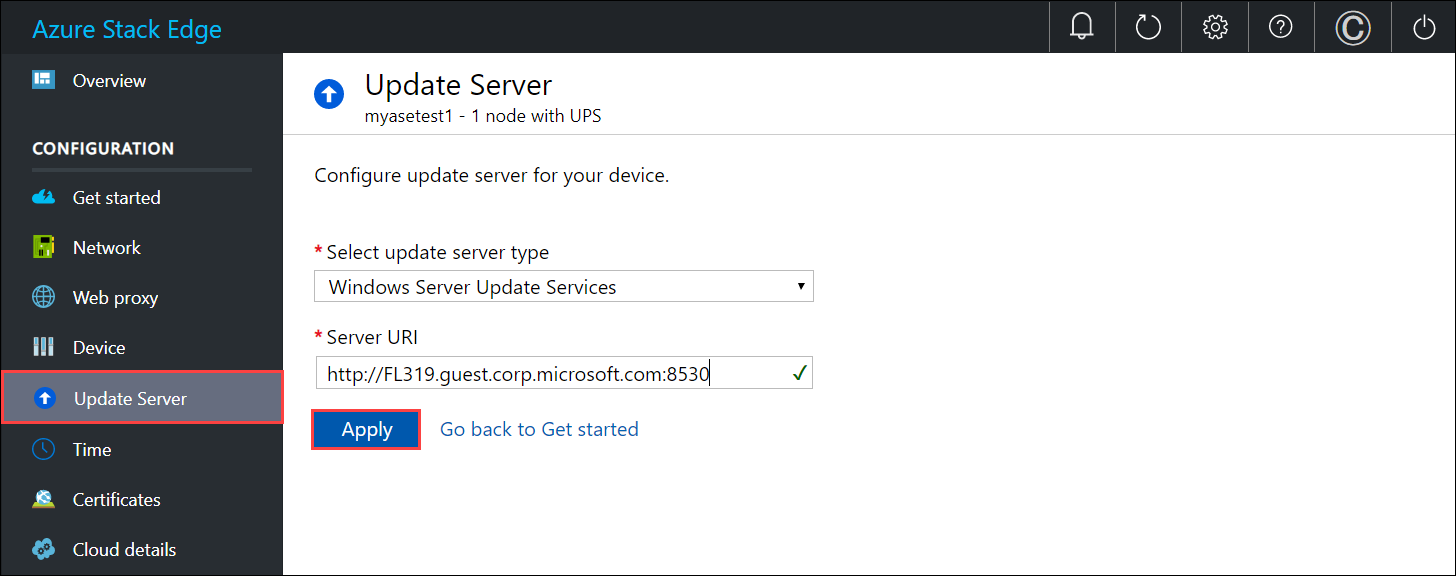 Azure Stack Edge
Overview
CONFIGURATION
Get started
Network
Web proxy
Device
Update Server
Time
Certificates
Cloud details
Update Server
myasetest1 - 1 node with UPS
Configure update server for your device.
* Select update server type
Windows Server Update Services
* Server URI
http://FL319.guest.corp.microsoft.com:8530
Apply Go back to Get started